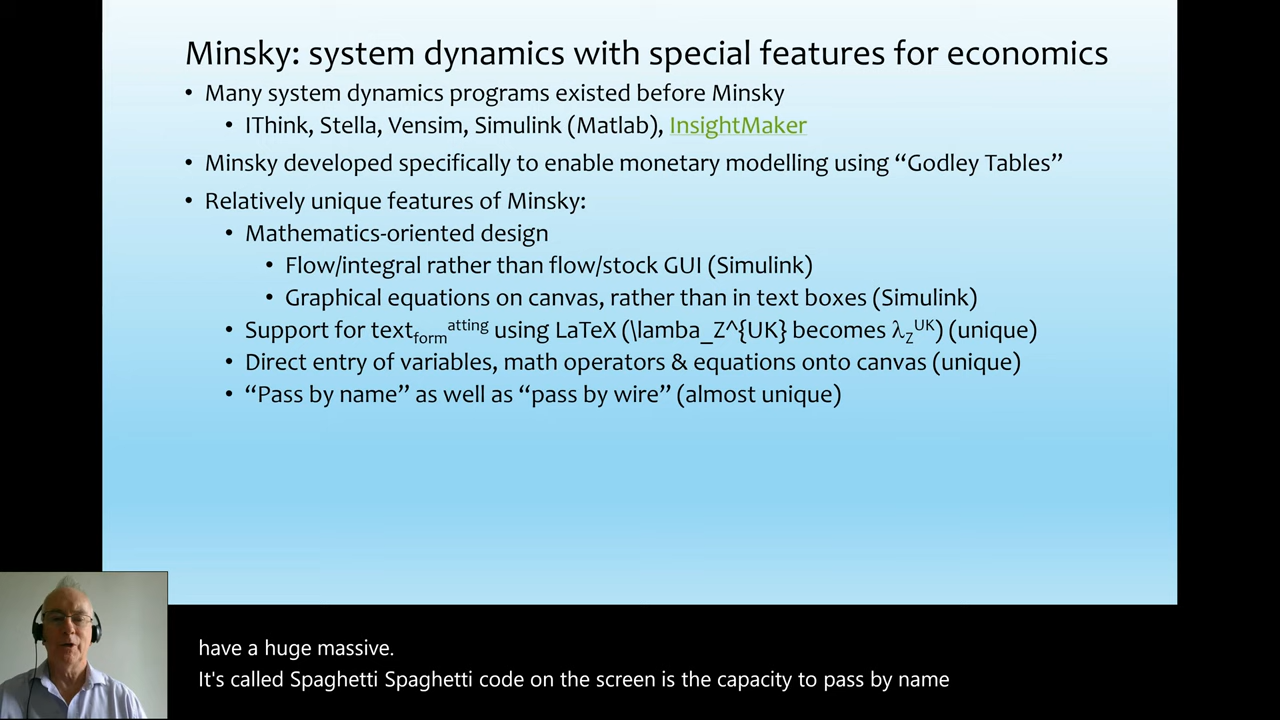 Minsky: system dynamics with special features for economics
• Many system dynamics programs existed before Minsky
• IThink, Stella, Vensim, Simulink (Matlab), InsightMaker
• Minsky developed specifically to enable monetary modelling using “Godley Tables”
• Relatively unique features of Minsky:
• Mathematics-oriented design
• Flow/integral rather than flow/stock GUI (Simulink)
• Graphical equations on canvas, rather than in text boxes (Simulink)
• Support for text_form^atting using LaTeX (\lamba_Z^{UK} becomes λ_Z^UK) (unique)
• Direct entry of variables, math operators & equations onto canvas (unique)
• “Pass by name” as well as “pass by wire” (almost unique)
have a huge massive.
It's called Spaghetti Spaghetti code on the screen is the capacity to pass by name